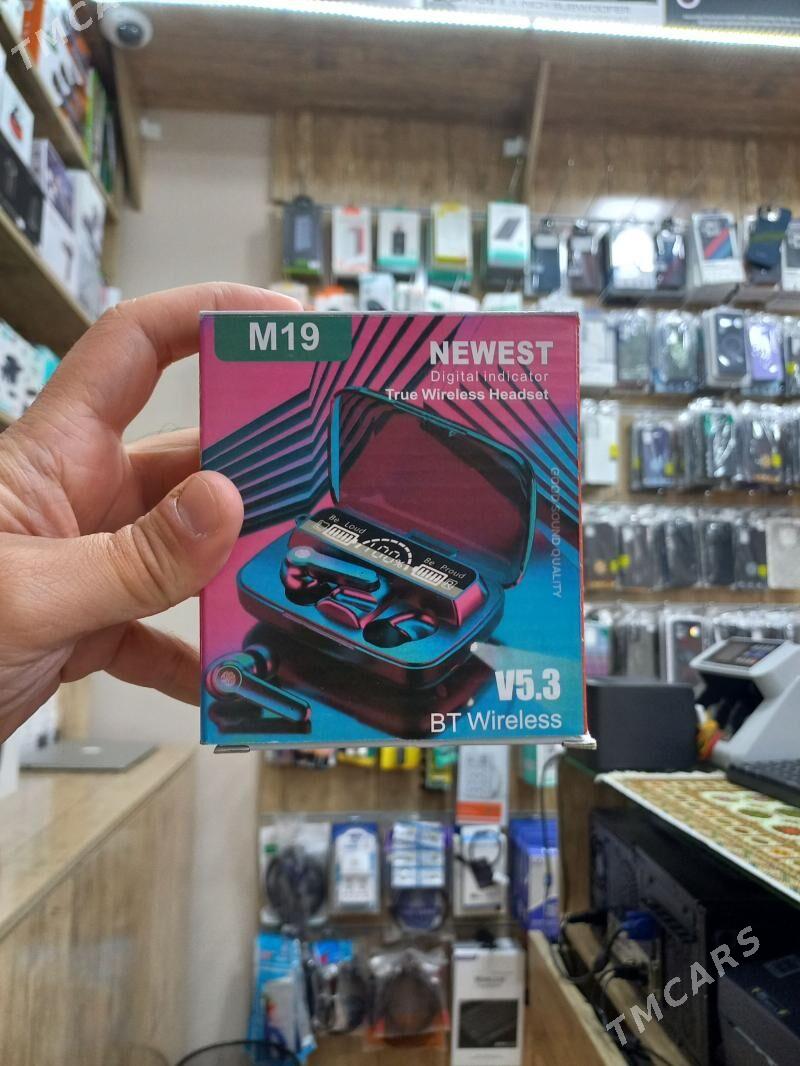 TMCARS
M19
NEWEST
Digital indicator
True Wireless Headset
GOOD SOUND QUALITY
Be Loud
100%
Be Proud
V5.3
BT Wireless
TMCARS